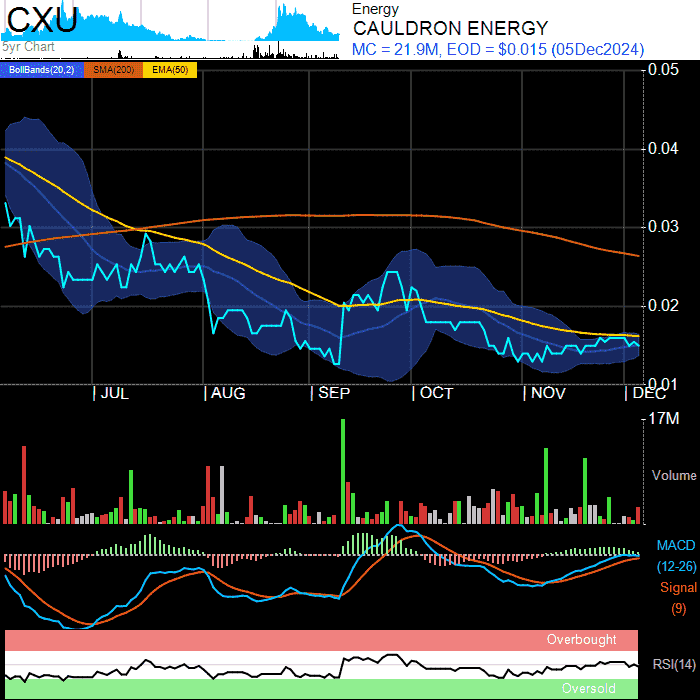 CXU
5yr Chart
Energy
CAULDRON ENERGY
MC = 21.9M, EOD = $0.015 (05Dec2024)
BollBands(20,2) SMA(200) EMA(50)
0.05
0.04
0.03
0.02
0.01
JUL AUG SEP OCT NOV DEC
17M
Volume
MACD
(12-26)
Signal
(9)
Overbought
RSI(14)
Oversold